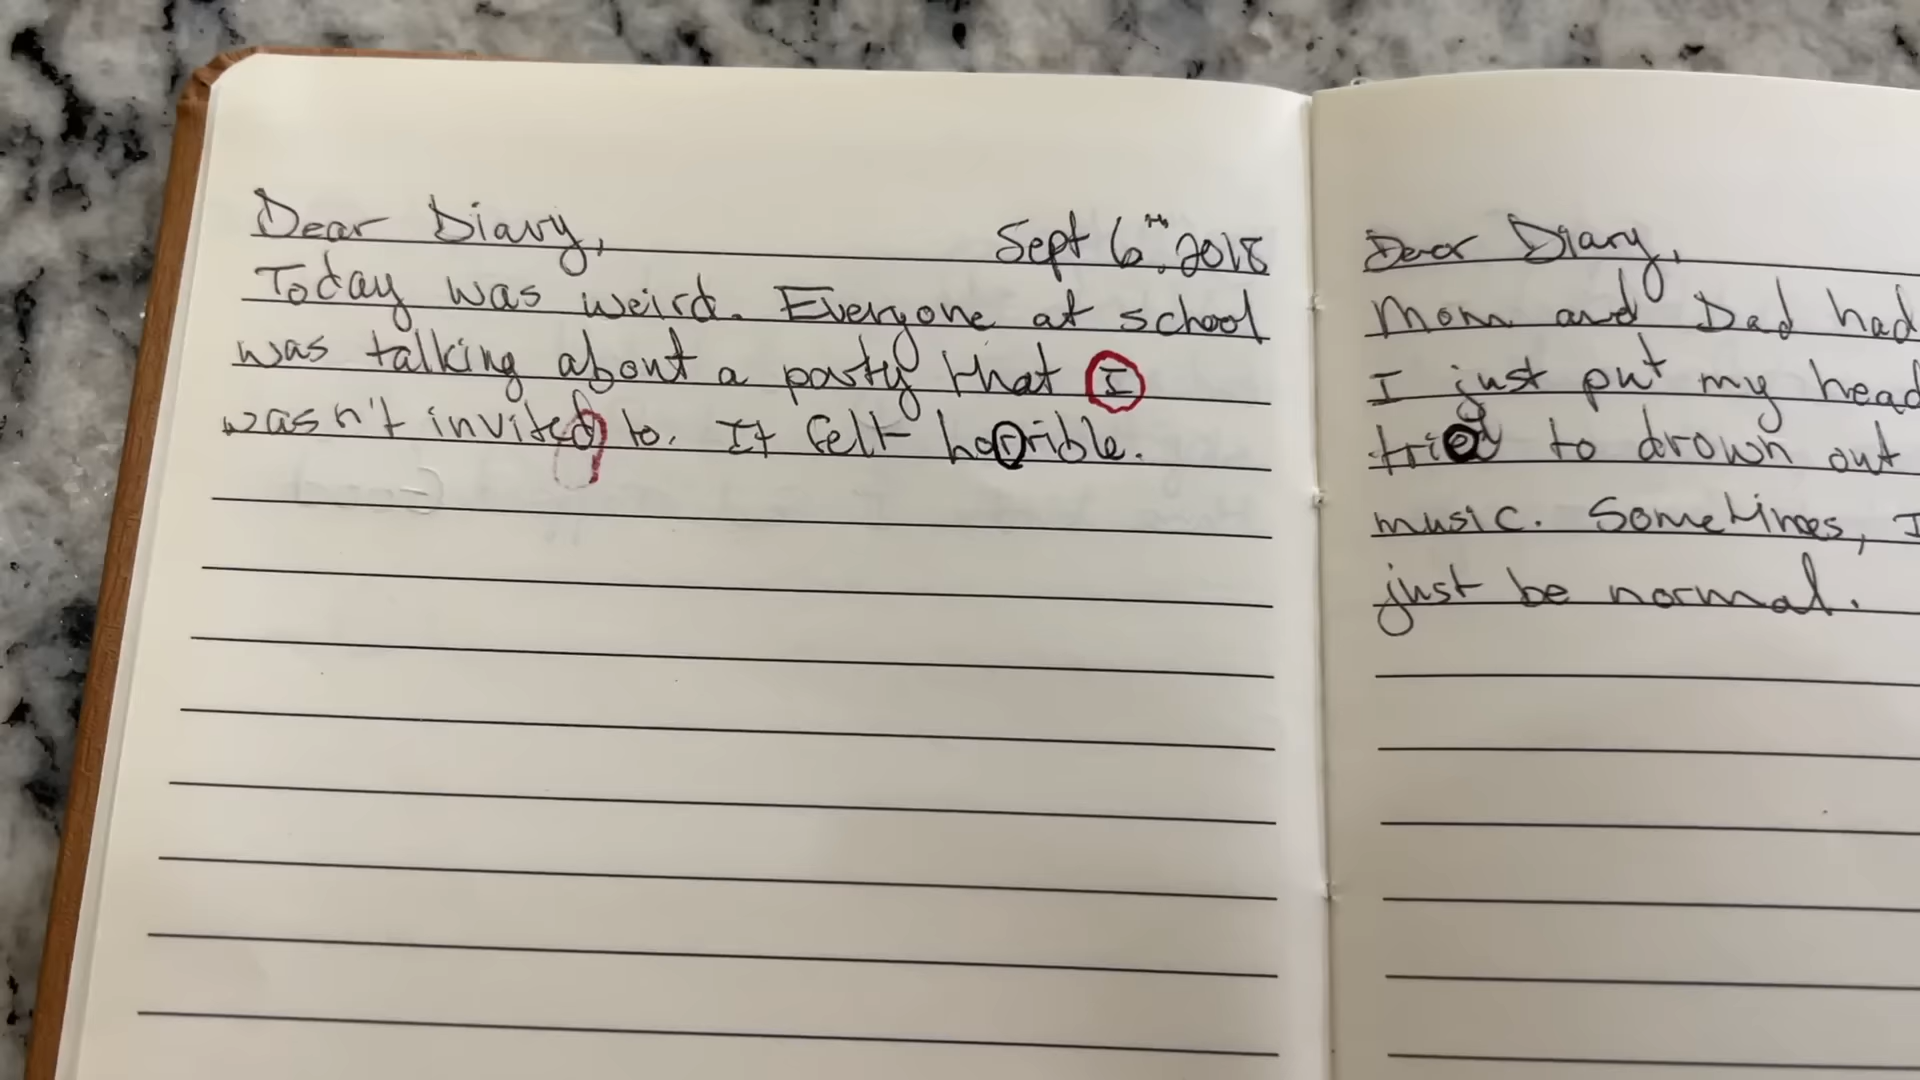 Dear Diary,
Sept 6th, 2018
Today was weird. Everyone at school
was talking about a party that I
wasn't invited to. It felt horrible.
Dear Diary,
Mom and Dad had
I just put my head
tried to drown out
music. Sometimes, I
just be normal.